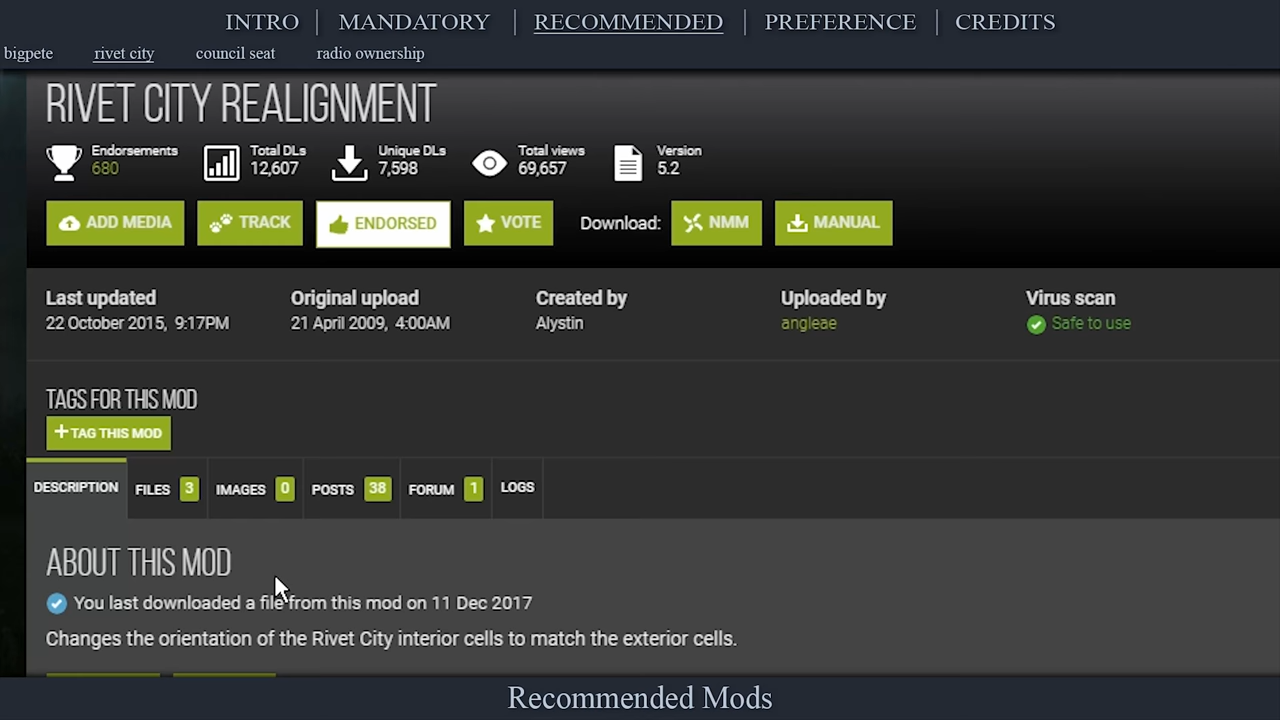 INTRO | MANDATORY | RECOMMENDED | PREFERENCE | CREDITS
bigpete rivet city council seat radio ownership
RIVET CITY REALIGNMENT
Endorsements Total DLs Unique DLs Total views Version
680 12,607 7,598 69,657 5.2
ADD MEDIA TRACK ENDORSED VOTE Download: NMM MANUAL
Last updated Original upload Created by Uploaded by Virus scan
22 October 2015, 9:17PM 21 April 2009, 4:00AM Alystin angleae Safe to use
TAGS FOR THIS MOD
+TAG THIS MOD
DESCRIPTION FILES 3 IMAGES 0 POSTS 38 FORUM 1 LOGS
ABOUT THIS MOD
You last downloaded a file from this mod on 11 Dec 2017
Changes the orientation of the Rivet City interior cells to match the exterior cells.
Recommended Mods